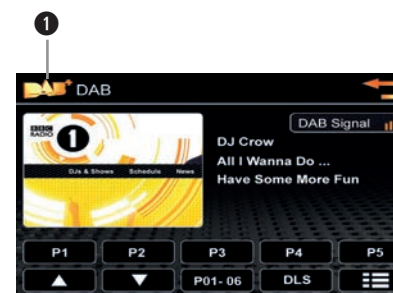 1
DAB+ DAB
DAB Signal
BBC
RADIO
1
DJs & Shows Schedule News
DJ Crow
All I Wanna Do ...
Have Some More Fun
P1 P2 P3 P4 P5
P01- 06 DLS